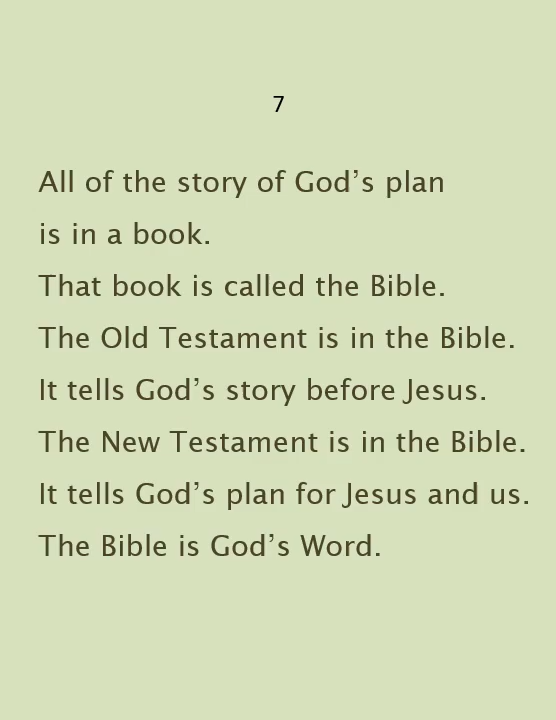 7
All of the story of God’s plan
is in a book.
That book is called the Bible.
The Old Testament is in the Bible.
It tells God’s story before Jesus.
The New Testament is in the Bible.
It tells God’s plan for Jesus and us.
The Bible is God’s Word.